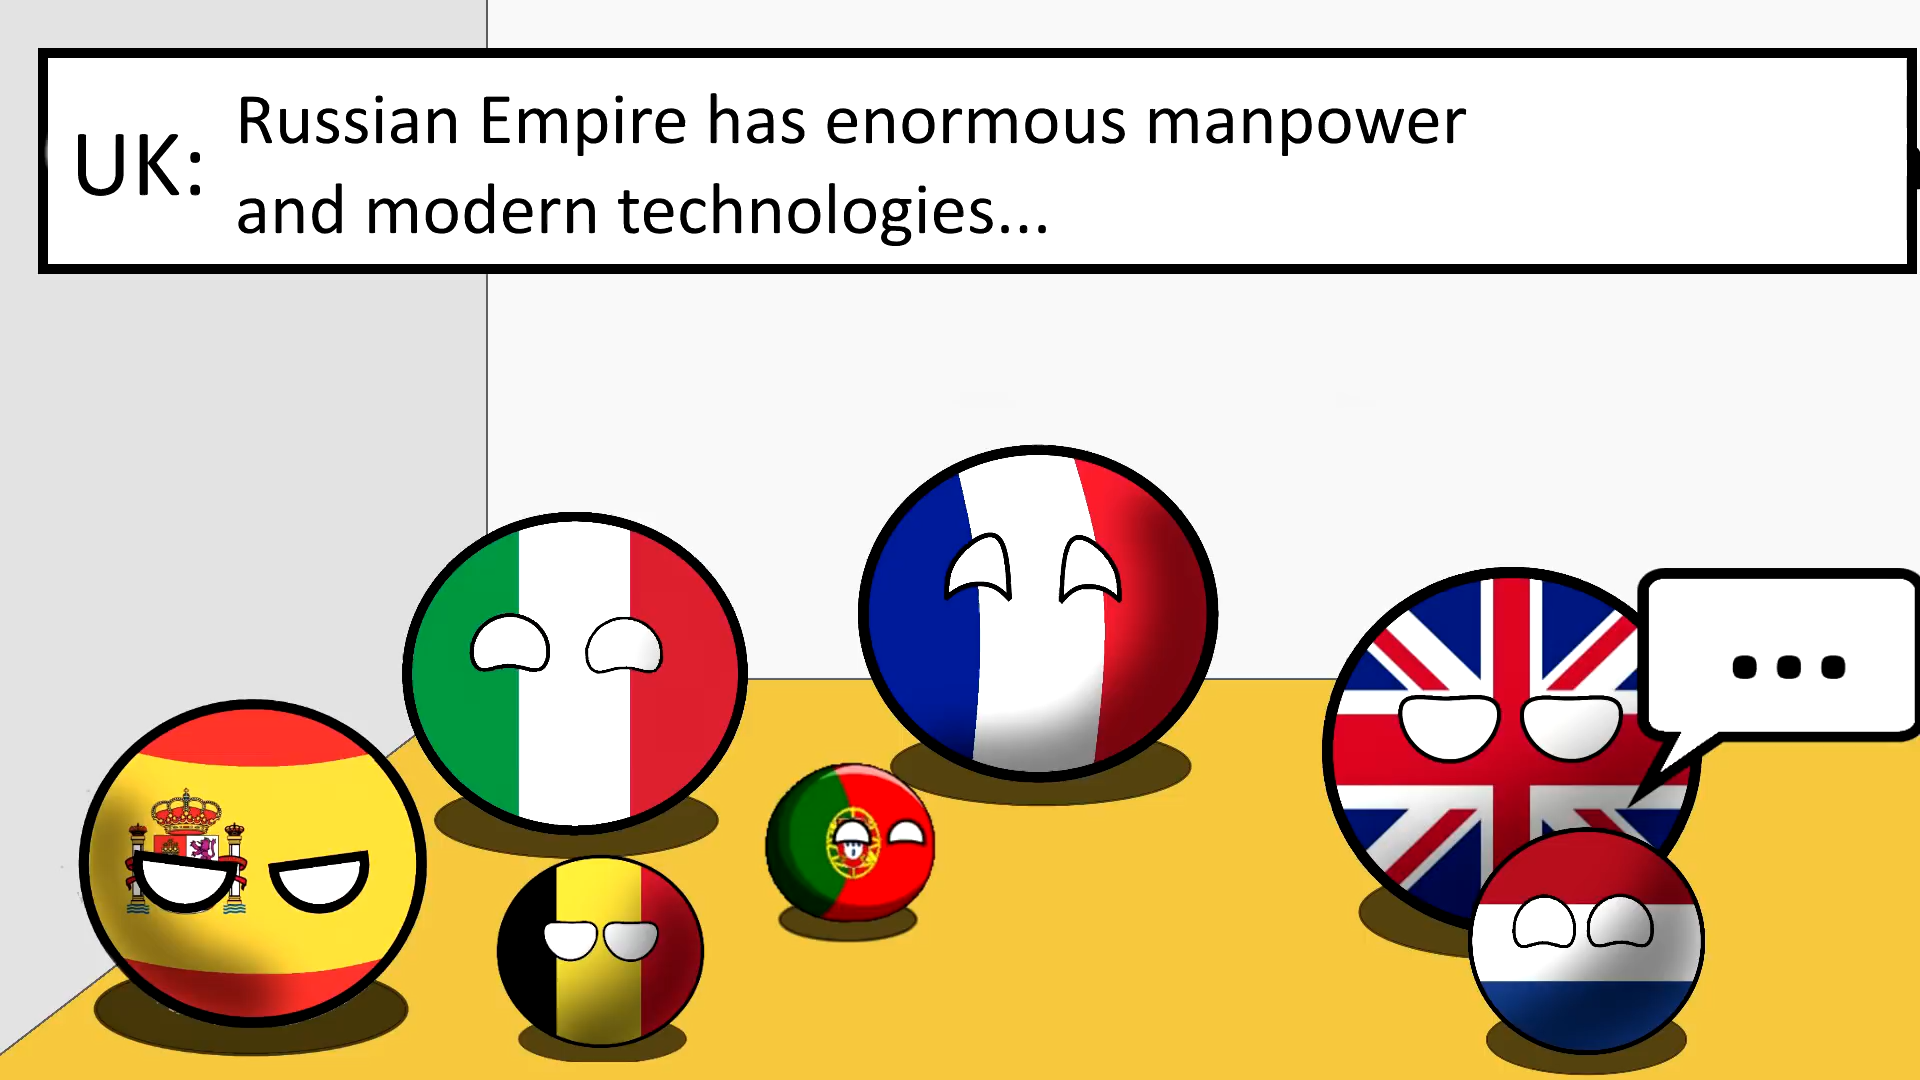 UK: Russian Empire has enormous manpower
and modern technologies...
...